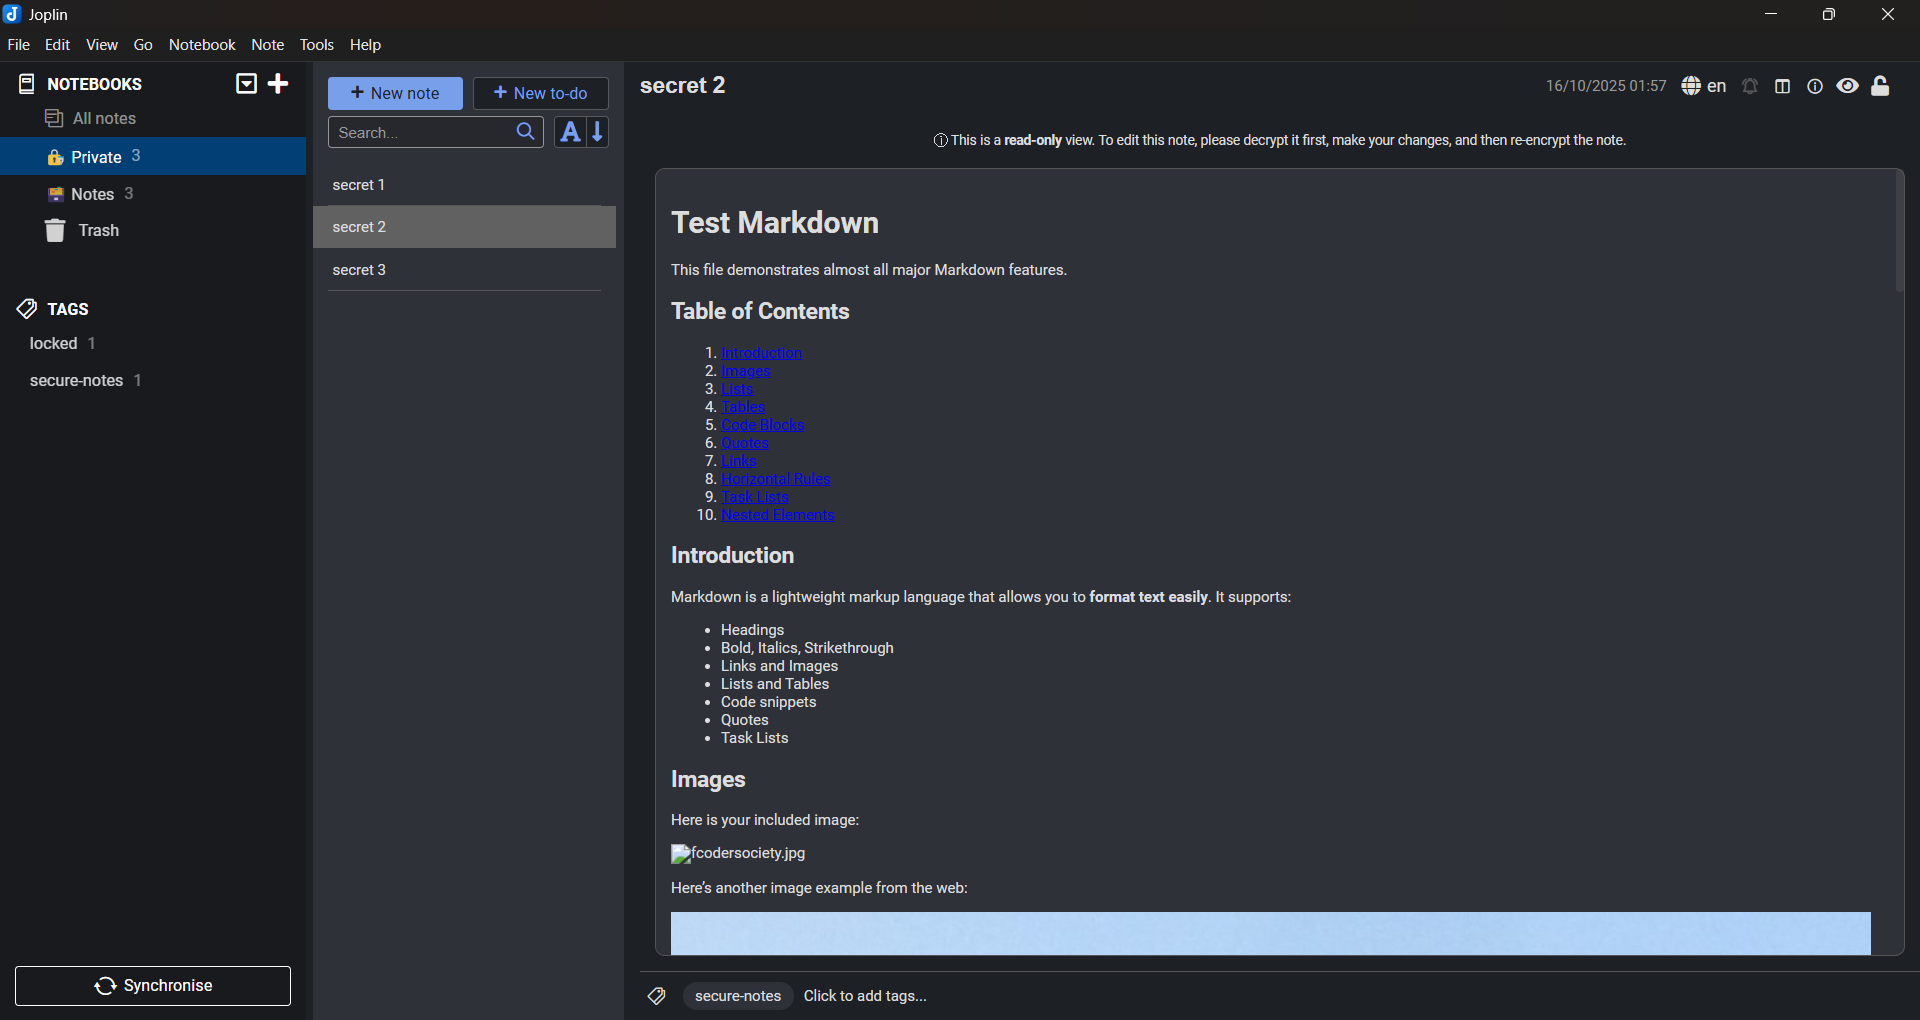 Joplin
File Edit View Go Notebook Note Tools Help
NOTEBOOKS
All notes
Private 3
Notes 3
Trash
TAGS
locked 1
secure-notes 1
Synchronise
+ New note
+ New to-do
Search...
A
secret 1
secret 2
secret 3
secret 2
16/10/2025 01:57 en
This is a read-only view. To edit this note, please decrypt it first, make your changes, and then re-encrypt the note.
Test Markdown
This file demonstrates almost all major Markdown features.
Table of Contents
1. Introduction
2. Images
3. Lists
4. Tables
5. Code Blocks
6. Quotes
7. Links
8. Horizontal Rules
9. Task Lists
10. Nested Elements
Introduction
Markdown is a lightweight markup language that allows you to format text easily. It supports:
• Headings
• Bold, Italics, Strikethrough
• Links and Images
• Lists and Tables
• Code snippets
• Quotes
• Task Lists
Images
Here is your included image:
fcodersociety.jpg
Here's another image example from the web:
secure-notes Click to add tags...